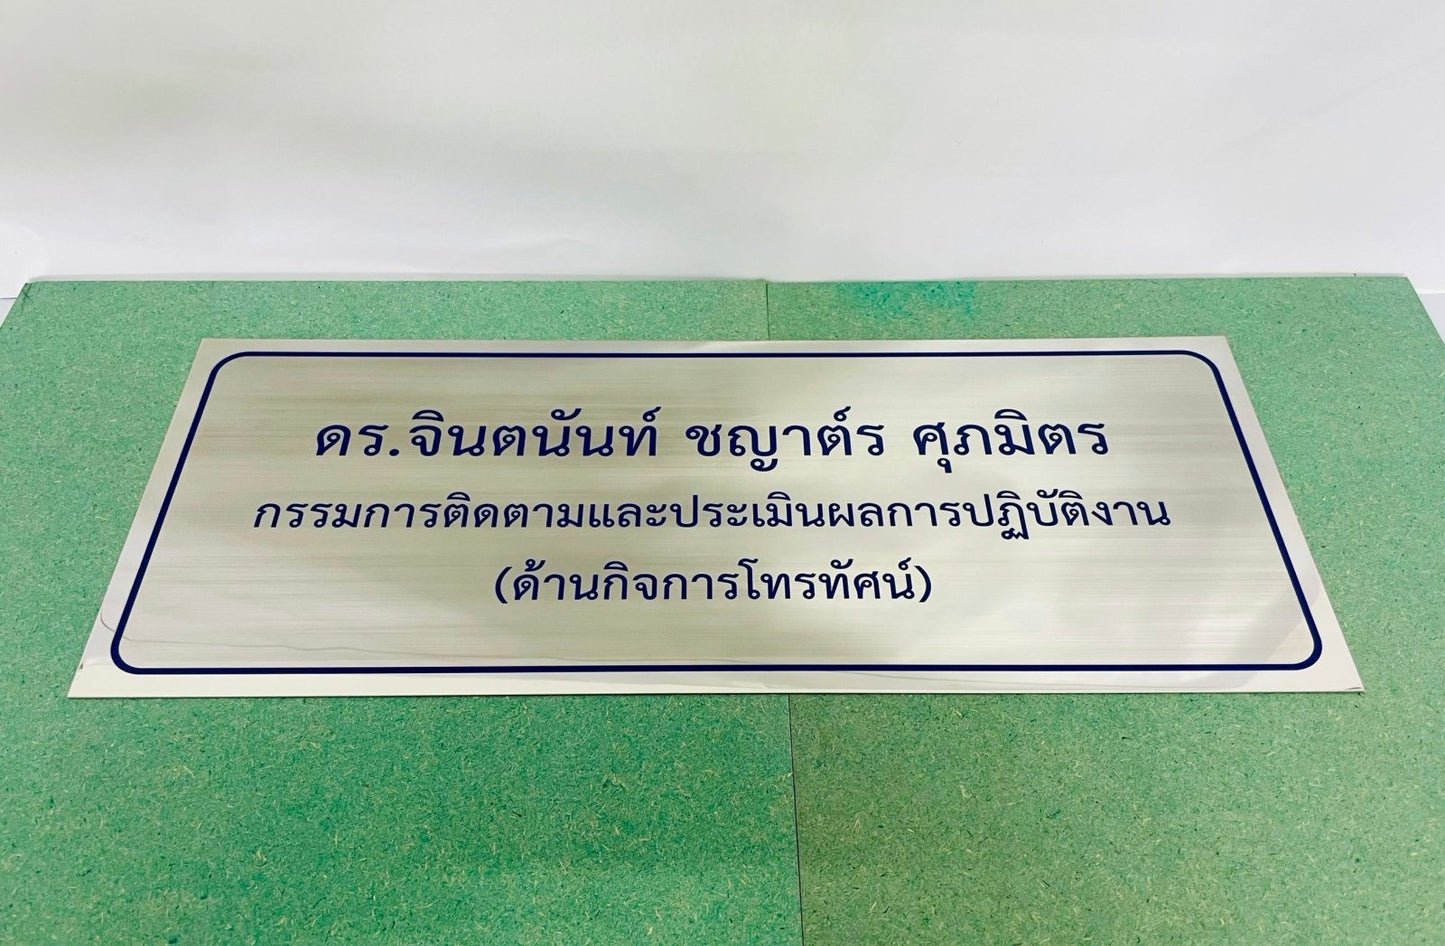 ดร.จินตนันท์ ชญาต์ร ศุภมิตร
กรรมการติดตามและประเมินผลการปฏิบัติงาน
(ด้านกิจการโทรทัศน์)